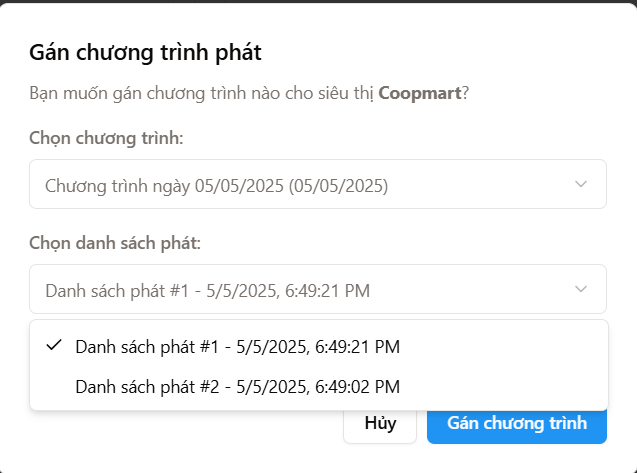 Gán chương trình phát
Bạn muốn gán chương trình nào cho siêu thị Coopmart?
Chọn chương trình:
Chương trình ngày 05/05/2025 (05/05/2025)
Chọn danh sách phát:
Danh sách phát #1 - 5/5/2025, 6:49:21 PM
Danh sách phát #1 - 5/5/2025, 6:49:21 PM
Danh sách phát #2 - 5/5/2025, 6:49:02 PM
Hủy
Gán chương trình